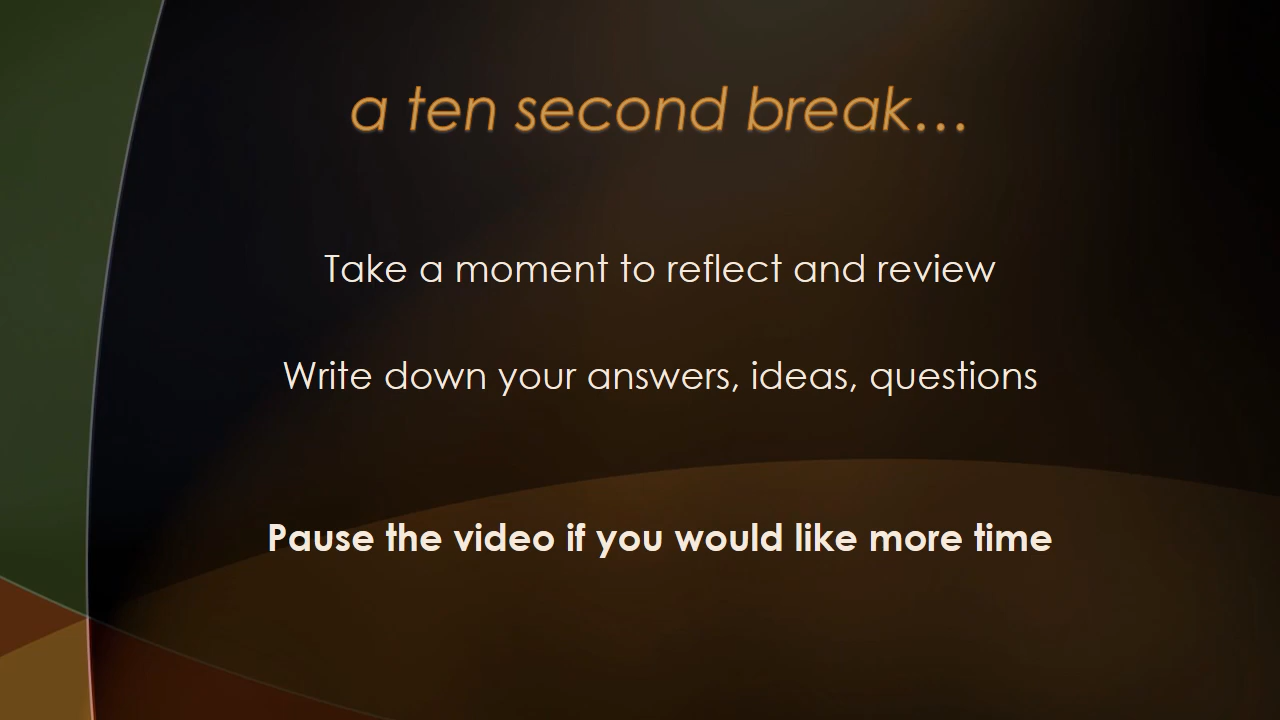 a ten second break...
Take a moment to reflect and review
Write down your answers, ideas, questions
Pause the video if you would like more time